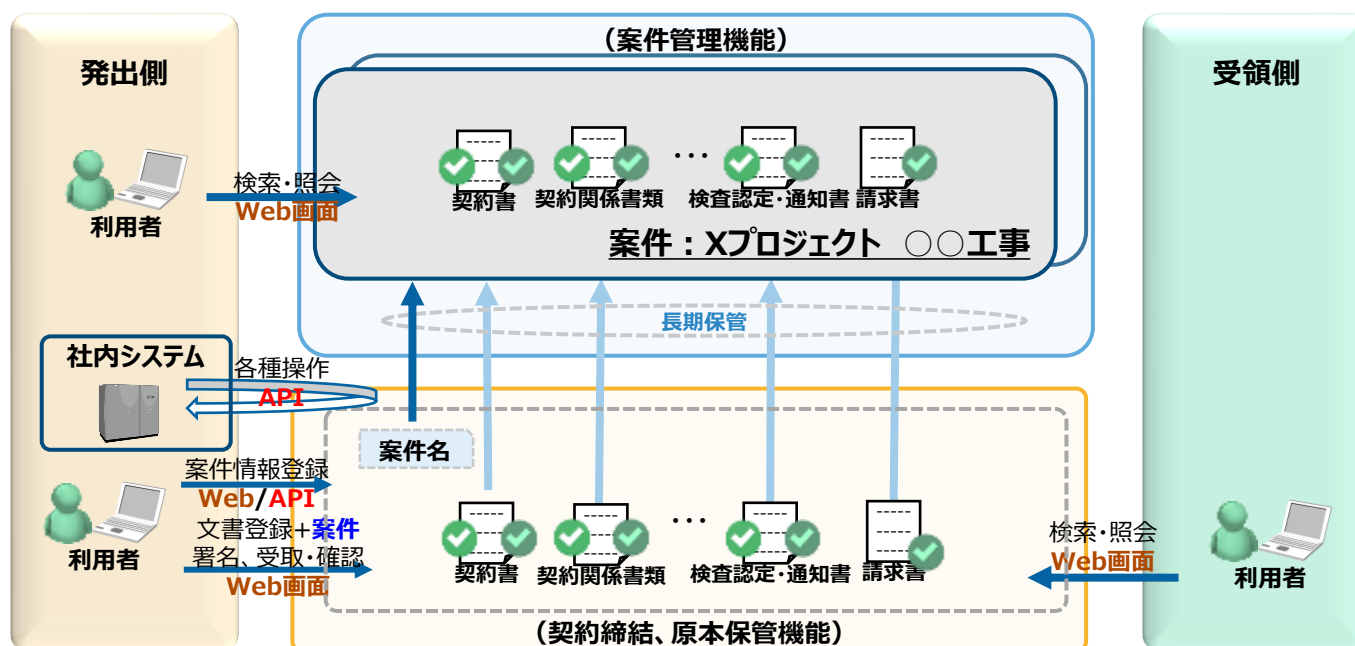 発出側
(案件管理機能)
受領側
契約書
契約関係書類
…
検査認定・通知書
請求書
検索・照会
Web画面
利用者
案件：Xプロジェクト ○○工事
長期保管
社内システム
各種操作
API
案件名
案件情報登録
Web/API
文書登録+案件
署名、受取・確認
Web画面
利用者
契約書
契約関係書類
…
検査認定・通知書
請求書
検索・照会
Web画面
利用者
(契約締結、原本保管機能)